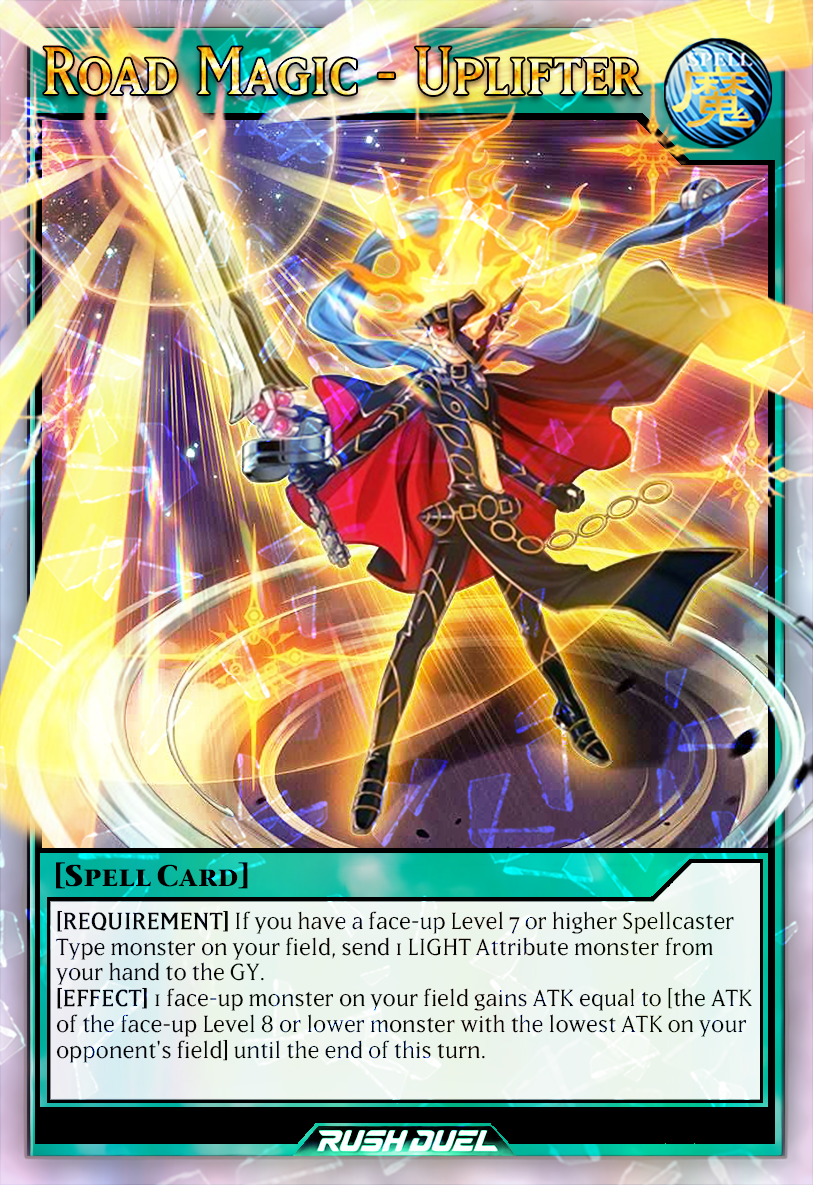 Road Magic - Uplifter
SPELL
魔
[Spell Card]
[REQUIREMENT] If you have a face-up Level 7 or higher Spellcaster
Type monster on your field, send 1 LIGHT Attribute monster from
your hand to the GY.
[EFFECT] 1 face-up monster on your field gains ATK equal to [the ATK
of the face-up Level 8 or lower monster with the lowest ATK on your
opponent's field] until the end of this turn.
RUSH DUEL